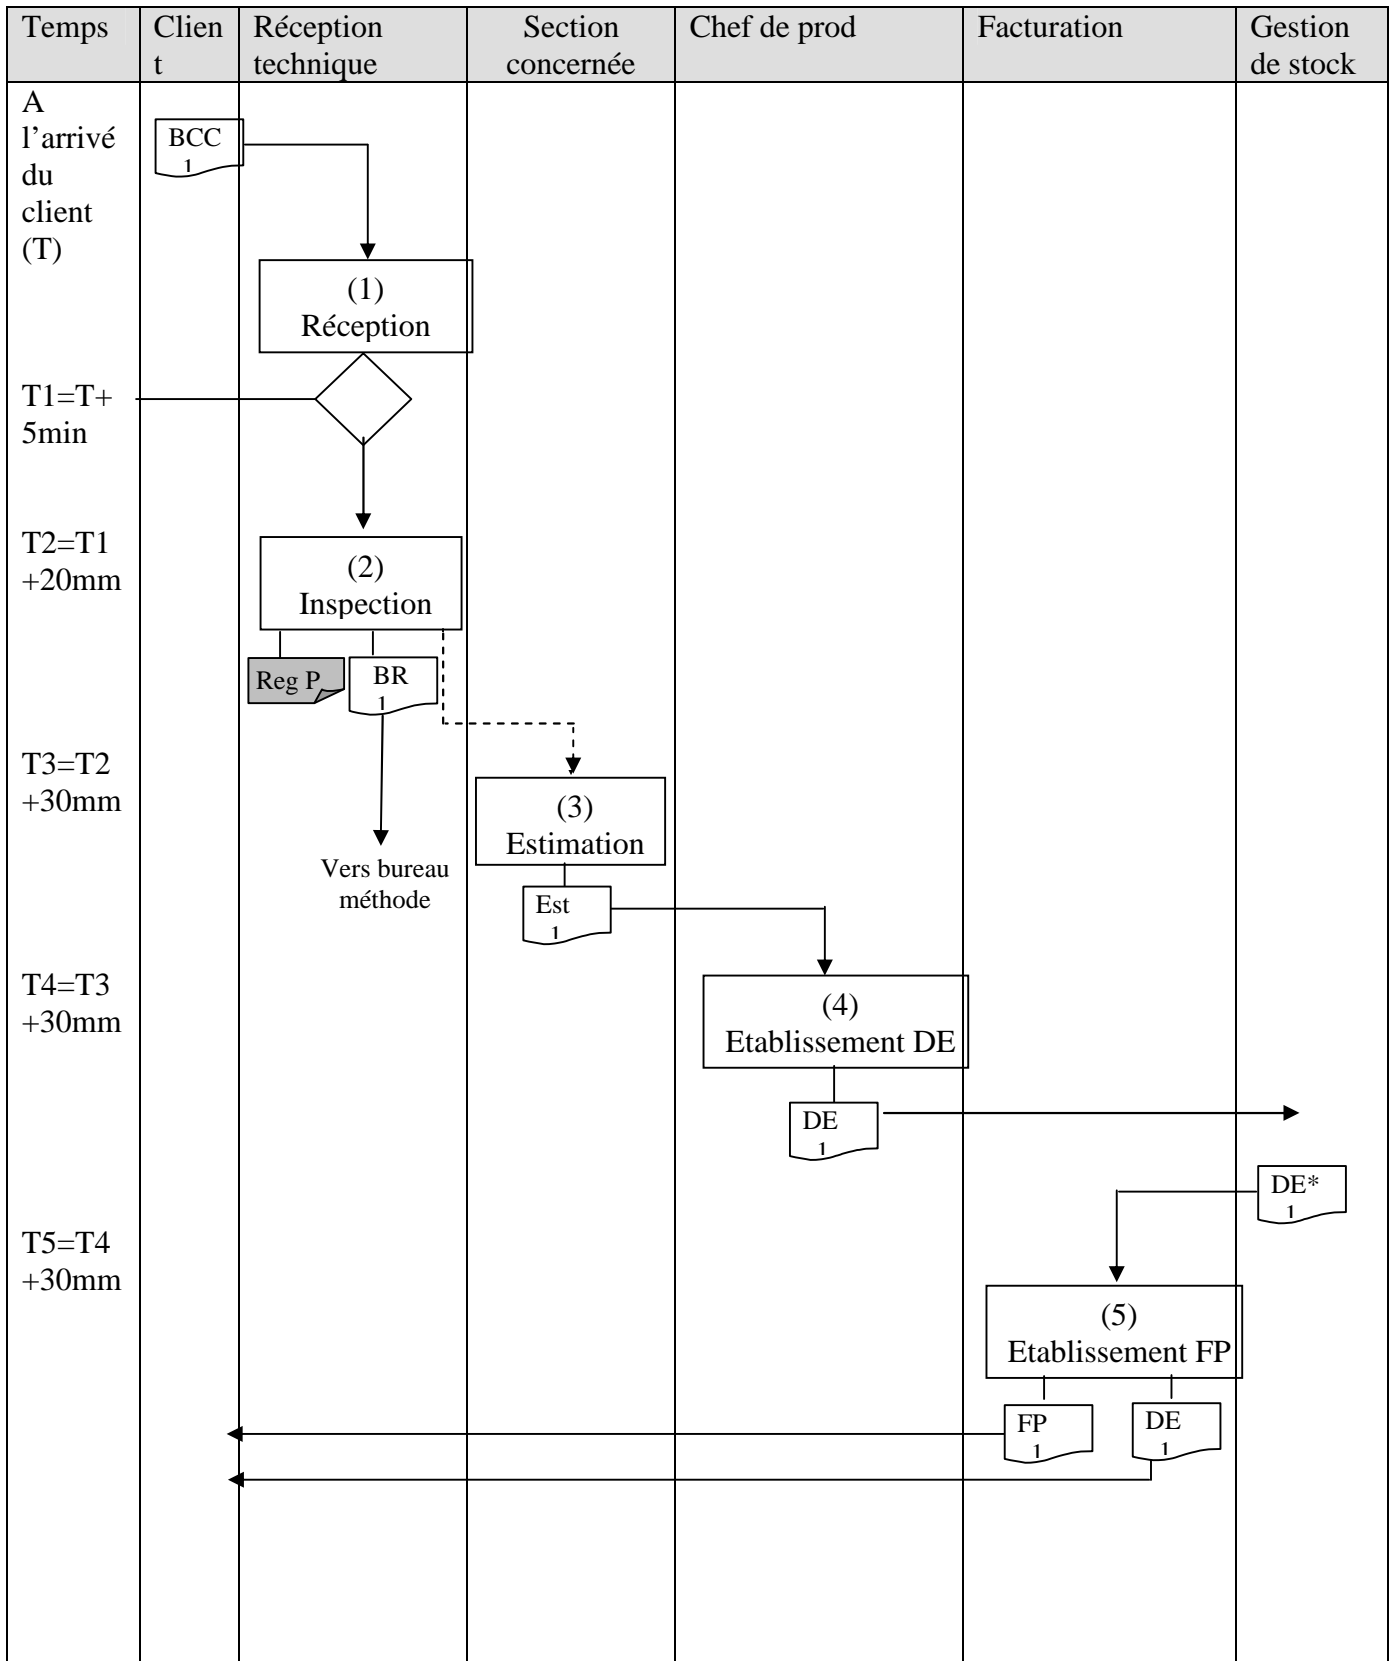 Temps
Clien
t
Réception
technique
Section
concernée
Chef de prod
Facturation
Gestion
de stock
A
l’arrivé
du
client
(T)
BCC
1
(1)
Réception
T1=T+
5min
T2=T1
+20mm
(2)
Inspection
Reg P
BR
1
T3=T2
+30mm
(3)
Estimation
Vers bureau
méthode
Est
1
T4=T3
+30mm
(4)
Etablissement DE
DE
1
DE*
1
T5=T4
+30mm
(5)
Etablissement FP
FP
1
DE
1